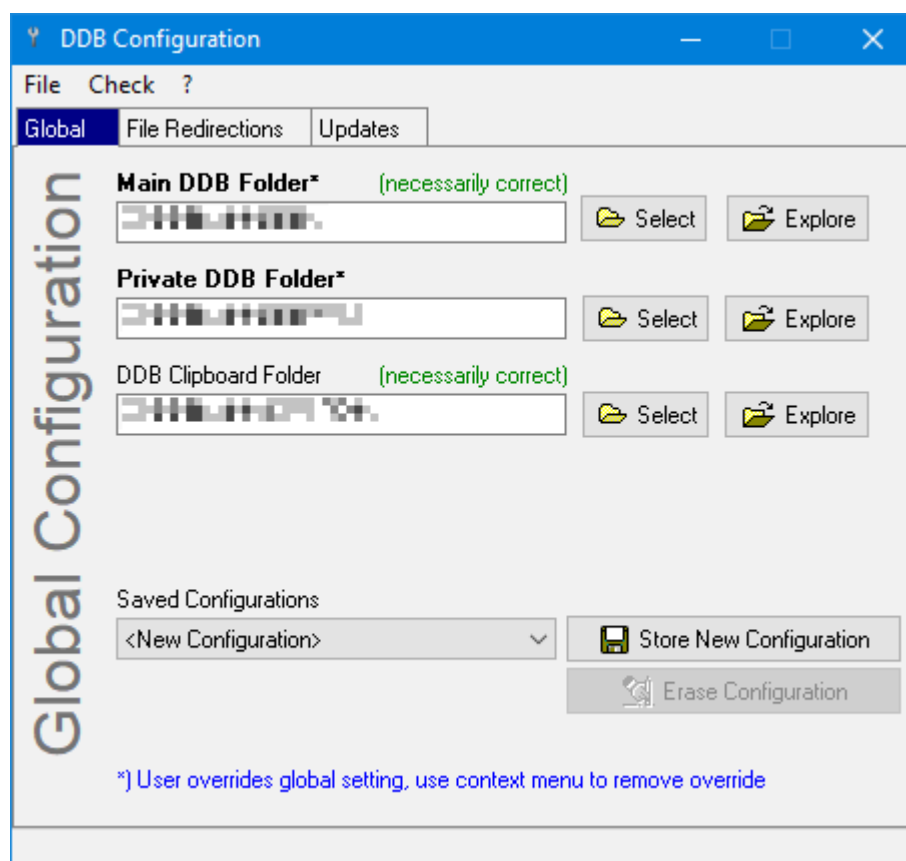 DDB Configuration
File Check ?
Global File Redirections Updates
Global Configuration
Main DDB Folder* (necessarily correct)
Select Explore
Private DDB Folder*
Select Explore
DDB Clipboard Folder (necessarily correct)
Select Explore
Saved Configurations
<New Configuration> Store New Configuration
Erase Configuration
*) User overrides global setting, use context menu to remove override